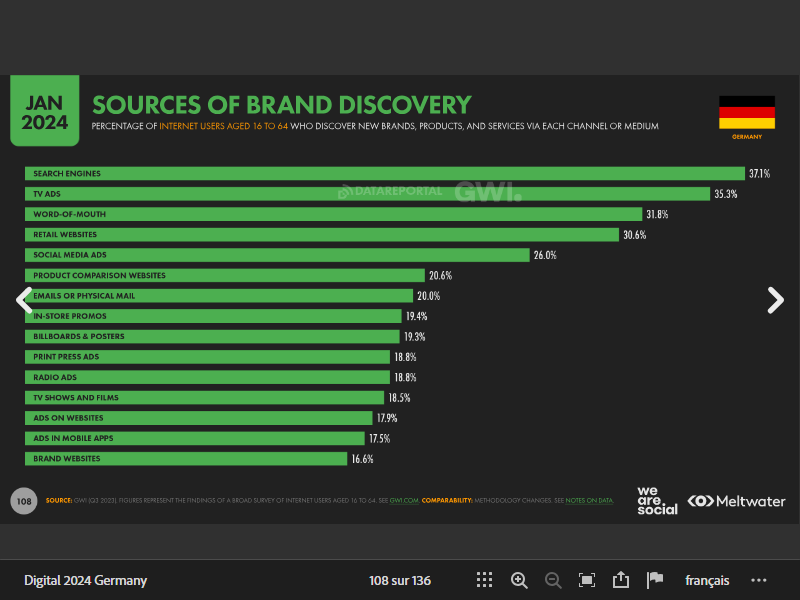 JAN
2024
SOURCES OF BRAND DISCOVERY
PERCENTAGE OF INTERNET USERS AGED 16 TO 64 WHO DISCOVER NEW BRANDS, PRODUCTS, AND SERVICES VIA EACH CHANNEL OR MEDIUM
GERMANY
SEARCH ENGINES 37.1%
DATAREPORTAL GWI.
TV ADS 35.3%
WORD-OF-MOUTH 31.8%
RETAIL WEBSITES 30.6%
SOCIAL MEDIA ADS 26.0%
PRODUCT COMPARISON WEBSITES 20.6%
EMAILS OR PHYSICAL MAIL 20.0%
IN-STORE PROMOS 19.4%
BILLBOARDS & POSTERS 19.3%
PRINT PRESS ADS 18.8%
RADIO ADS 18.8%
TV SHOWS AND FILMS 18.5%
ADS ON WEBSITES 17.9%
ADS IN MOBILE APPS 17.5%
BRAND WEBSITES 16.6%
108
SOURCE: GWI (Q3 2023). FIGURES REPRESENT THE FINDINGS OF A BROAD SURVEY OF INTERNET USERS AGED 16 TO 64. SEE GWI.COM. COMPARABILITY: METHODOLOGY CHANGES. SEE NOTES ON DATA.
we
are
social
Meltwater
Digital 2024 Germany
108 sur 136
français